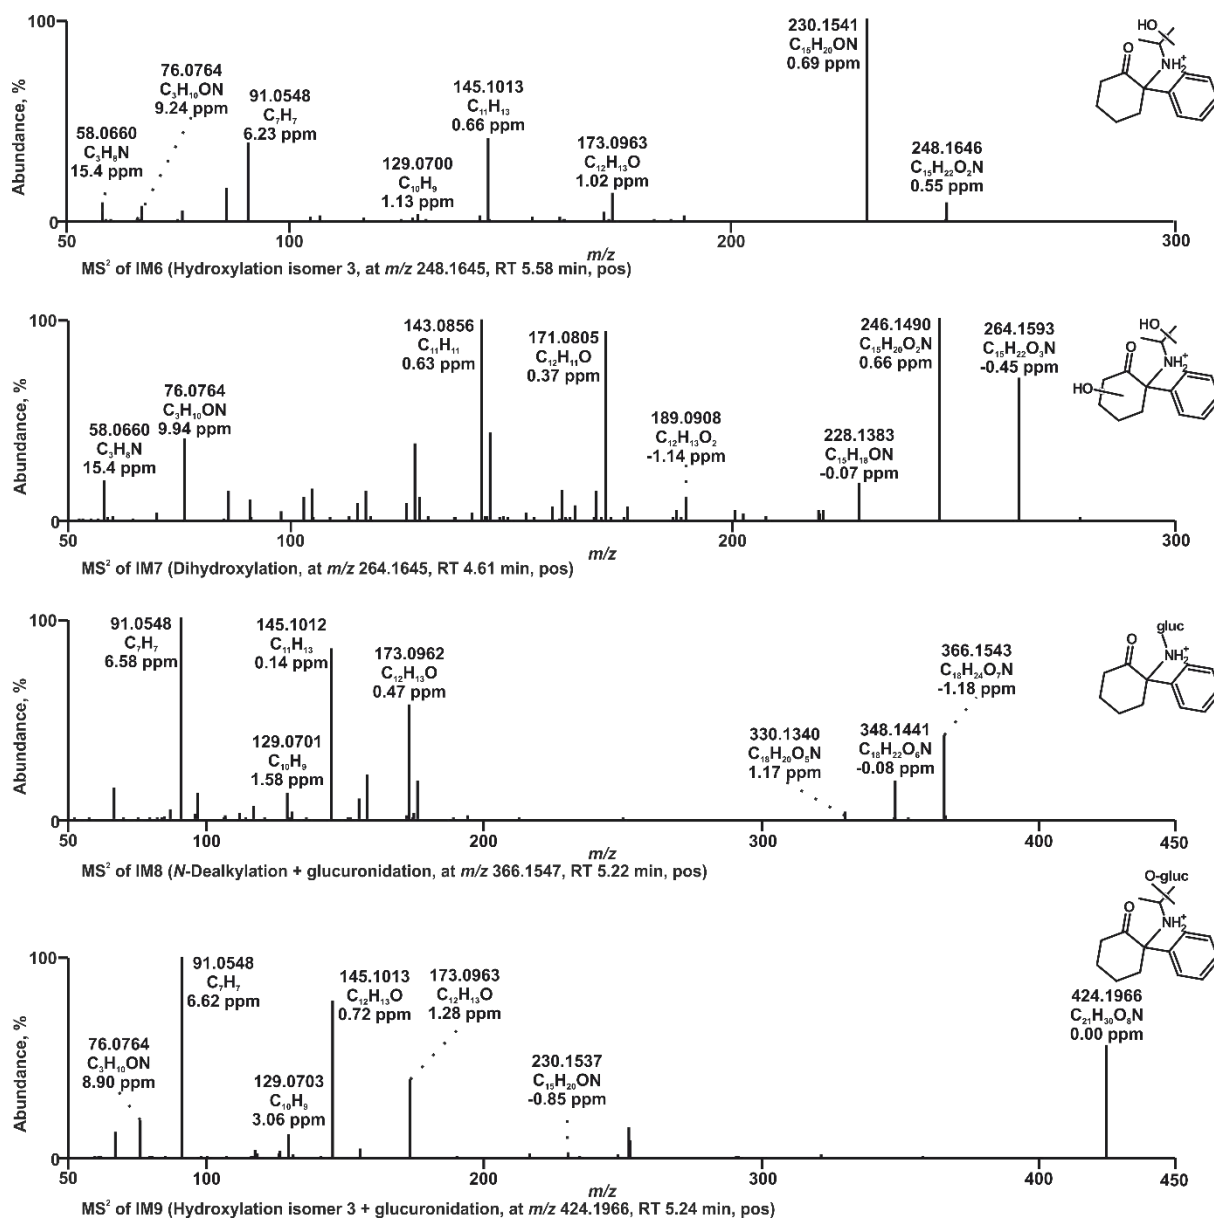 100
Abundance, %
0
58.0660
C₃H₈N
15.4 ppm
76.0764
C₃H₁₀ON
9.24 ppm
91.0548
C₇H₇
6.23 ppm
129.0700
C₁₀H₉
1.13 ppm
145.1013
C₁₁H₁₃
0.66 ppm
173.0963
C₁₂H₁₃O
1.02 ppm
230.1541
C₁₅H₂₀ON
0.69 ppm
248.1646
C₁₅H₂₂O₂N
0.55 ppm
HO
O
NH₂⁺
50 100 200 300
m/z
MS² of IM6 (Hydroxylation isomer 3, at m/z 248.1645, RT 5.58 min, pos)
100
Abundance, %
0
58.0660
C₃H₈N
15.4 ppm
76.0764
C₃H₁₀ON
9.94 ppm
143.0856
C₁₁H₁₁
0.63 ppm
171.0805
C₁₂H₁₁O
0.37 ppm
189.0908
C₁₂H₁₃O₂
-1.14 ppm
228.1383
C₁₅H₁₈ON
-0.07 ppm
246.1490
C₁₅H₂₀O₂N
0.66 ppm
264.1593
C₁₅H₂₂O₃N
-0.45 ppm
HO
O
NH₂⁺
HO
50 100 200 300
m/z
MS² of IM7 (Dihydroxylation, at m/z 264.1645, RT 4.61 min, pos)
100
Abundance, %
0
91.0548
C₇H₇
6.58 ppm
129.0701
C₁₀H₉
1.58 ppm
145.1012
C₁₁H₁₃
0.14 ppm
173.0962
C₁₂H₁₃O
0.47 ppm
330.1340
C₁₈H₂₀O₅N
1.17 ppm
348.1441
C₁₈H₂₂O₆N
-0.08 ppm
366.1543
C₁₈H₂₄O₇N
-1.18 ppm
gluc
O
NH₂⁺
50 100 200 300 400 450
m/z
MS² of IM8 (N-Dealkylation + glucuronidation, at m/z 366.1547, RT 5.22 min, pos)
100
Abundance, %
0
76.0764
C₃H₁₀ON
8.90 ppm
91.0548
C₇H₇
6.62 ppm
129.0703
C₁₀H₉
3.06 ppm
145.1013
C₁₂H₁₃O
0.72 ppm
173.0963
C₁₂H₁₃O
1.28 ppm
230.1537
C₁₅H₂₀ON
-0.85 ppm
424.1966
C₂₁H₃₀O₈N
0.00 ppm
O-gluc
O
NH₂⁺
50 100 200 300 400 450
m/z
MS² of IM9 (Hydroxylation isomer 3 + glucuronidation, at m/z 424.1966, RT 5.24 min, pos)